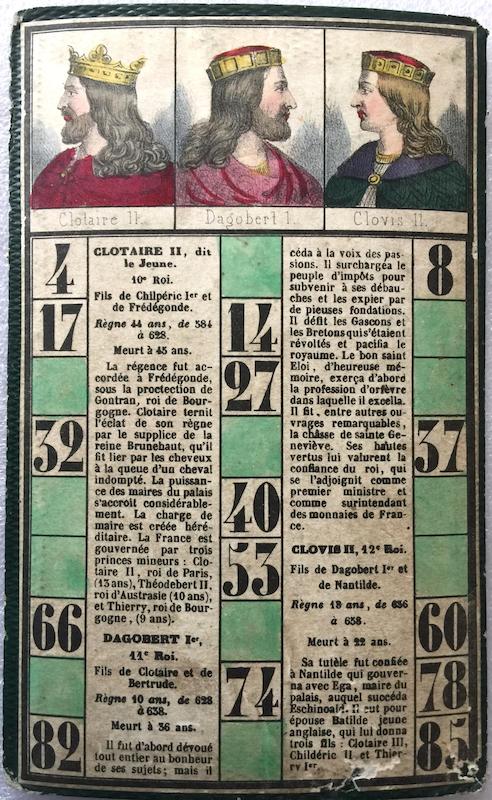 Clotaire II.
Dagobert I.
Clovis II.
4
17
32
66
82
CLOTAIRE II, dit
le Jeune.
10e Roi.
Fils de Chilpéric Ier et
de Frédégonde.
Règne 44 ans, de 584
à 628.
Meurt à 45 ans.
La régence fut ac-
cordée à Frédégonde,
sous la proctection de
Gontran, roi de Bour-
gogne. Clotaire ternit
l'éclat de son règne
par le supplice de la
reine Brunehaut, qu'il
fit lier par les cheveux
à la queue d'un cheval
indompté. La puissan-
ce des maires du palais
s'accroît considérable-
ment. La charge de
maire est créée héré-
ditaire. La France est
gouvernée par trois
princes mineurs : Clo-
taire II, roi de Paris,
(13 ans), Théodebert II,
roi d'Austrasie (10 ans),
et Thierry, roi de Bour-
gogne, (9 ans).
DAGOBERT Ier,
11e Roi.
Fils de Clotaire et de
Bertrude.
Règne 10 ans, de 628
à 638.
Meurt à 36 ans.
Il fut d'abord dévoué
tout entier au bonheur
de ses sujets; mais il
14
27
40
53
74
céda à la voix des pas-
sions. Il surchargea le
peuple d'impôts pour
subvenir à ses débau-
ches et les expier par
de pieuses fondations.
Il défit les Gascons et
les Bretons qui s'étaient
révoltés et pacifia le
royaume. Le bon saint
Eloi, d'heureuse mé-
moire, exerça d'abord
la profession d'orfèvre
dans laquelle il excella.
Il fit, entre autres ou-
vrages remarquables,
la châsse de sainte Ge-
neviève. Ses hautes
vertus lui valurent la
confiance du roi, qui
se l'adjoignit comme
premier ministre et
comme surintendant
des monnaies de Fran-
ce.
CLOVIS II, 12e Roi.
Fils de Dagobert Ier et
de Nantilde.
Règne 18 ans, de 636
à 658.
Meurt à 22 ans.
Sa tutèle fut confiée
à Nantilde qui gouver-
na avec Ega, maire du
palais, auquel succéda
Eschinoald. Il eut pour
épouse Batilde jeune
anglaise, qui lui donna
trois fils : Clotaire III,
Childéric II et Thier-
ry Ier.
8
37
60
78
85